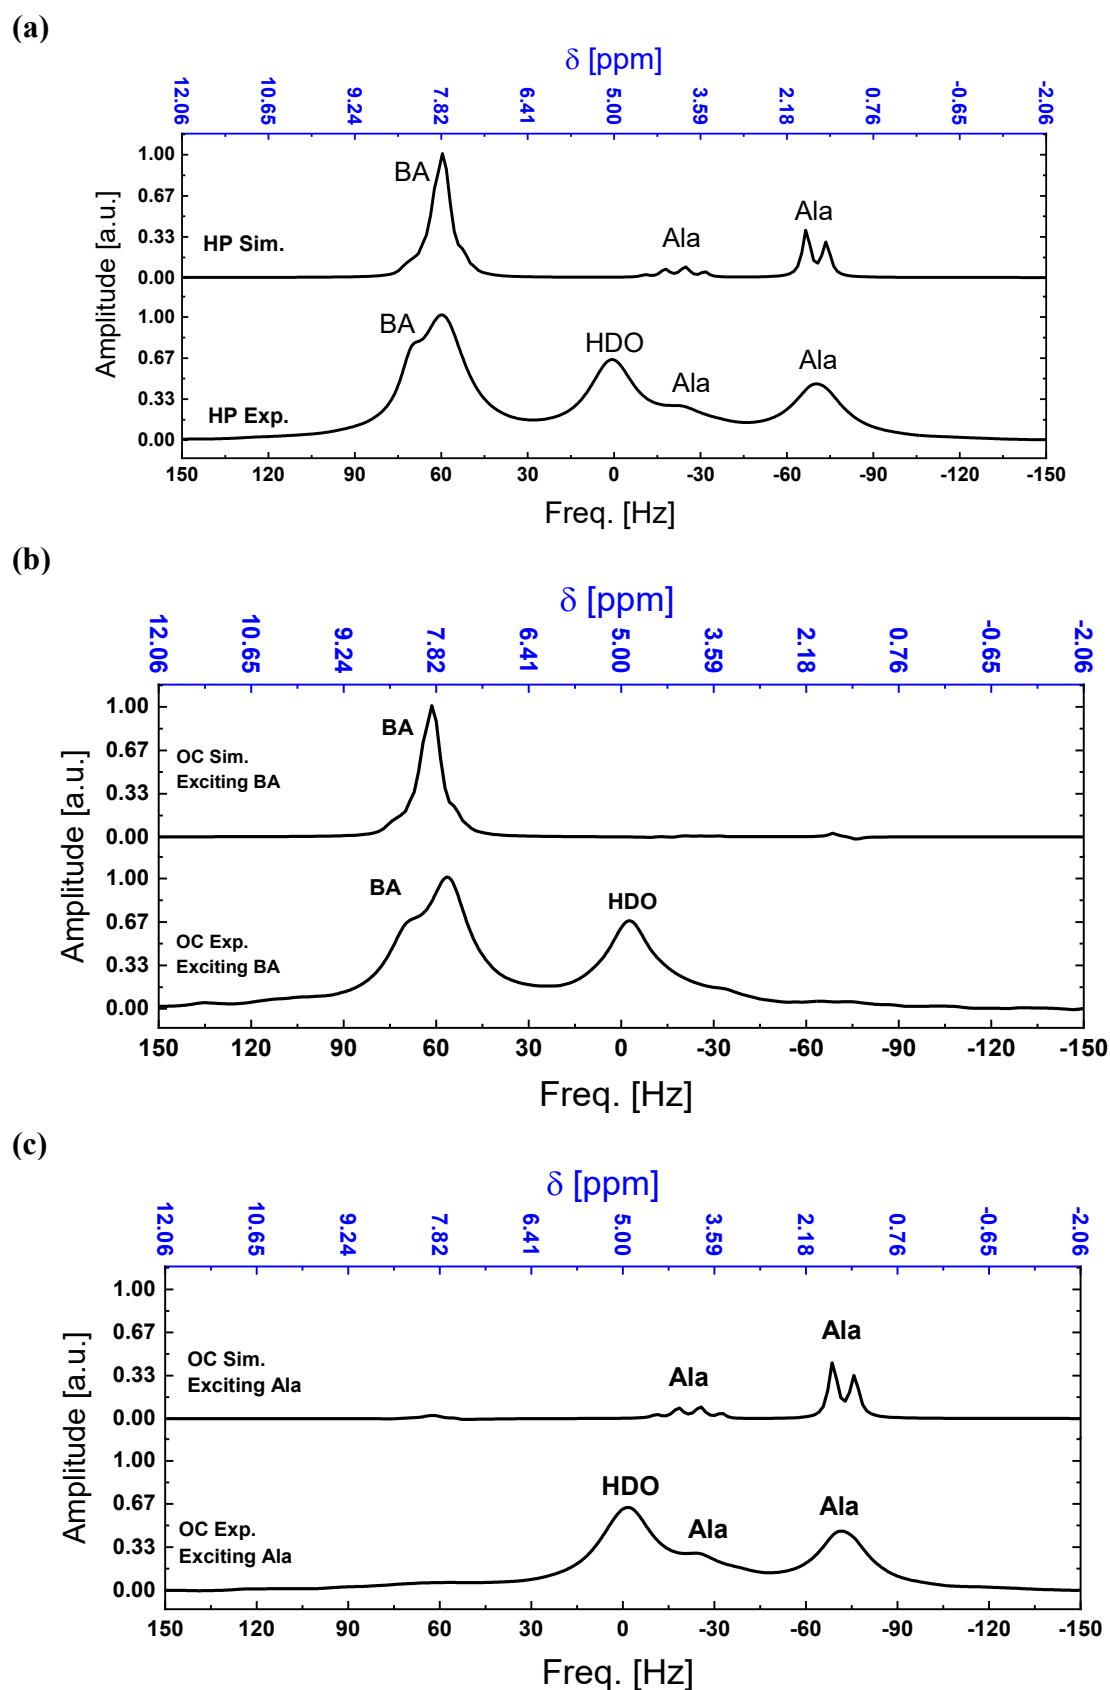 (a)
δ [ppm]
12.06 10.65 9.24 7.82 6.41 5.00 3.59 2.18 0.76 -0.65 -2.06
Amplitude [a.u.]
1.00
0.67
0.33
0.00
HP Sim.
BA
Ala
Ala
1.00
0.67
0.33
0.00
HP Exp.
BA
HDO
Ala
Ala
150 120 90 60 30 0 -30 -60 -90 -120 -150
Freq. [Hz]
(b)
δ [ppm]
12.06 10.65 9.24 7.82 6.41 5.00 3.59 2.18 0.76 -0.65 -2.06
Amplitude [a.u.]
1.00
0.67
0.33
0.00
OC Sim.
Exciting BA
BA
1.00
0.67
0.33
0.00
OC Exp.
Exciting BA
BA
HDO
150 120 90 60 30 0 -30 -60 -90 -120 -150
Freq. [Hz]
(c)
δ [ppm]
12.06 10.65 9.24 7.82 6.41 5.00 3.59 2.18 0.76 -0.65 -2.06
Amplitude [a.u.]
1.00
0.67
0.33
0.00
OC Sim.
Exciting Ala
Ala
Ala
1.00
0.67
0.33
0.00
OC Exp.
Exciting Ala
HDO
Ala
Ala
150 120 90 60 30 0 -30 -60 -90 -120 -150
Freq. [Hz]